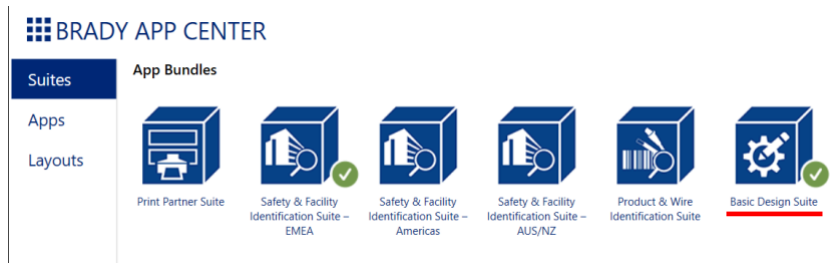 BRADY APP CENTER
Suites
Apps
Layouts
App Bundles
Print Partner Suite
Safety & Facility
Identification Suite –
EMEA
Safety & Facility
Identification Suite –
Americas
Safety & Facility
Identification Suite –
AUS/NZ
Product & Wire
Identification Suite
Basic Design Suite